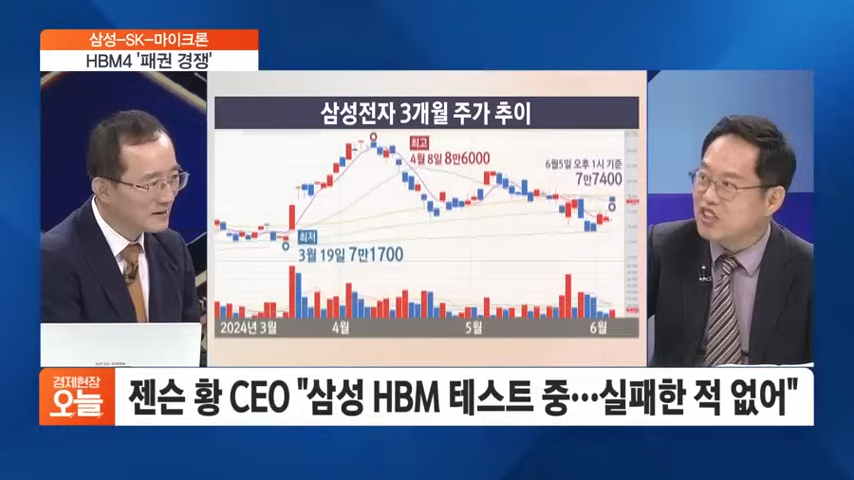 삼성-SK-마이크론
HBM4 '패권 경쟁'
삼성전자 3개월 주가 추이
최고
4월 8일 8만6000
6월5일 오후 1시 기준
7만7400
최저
3월 19일 7만1700
2024년 3월 4월 5월 6월
경제현장
오늘
젠슨 황 CEO "삼성 HBM 테스트 중…실패한 적 없어"